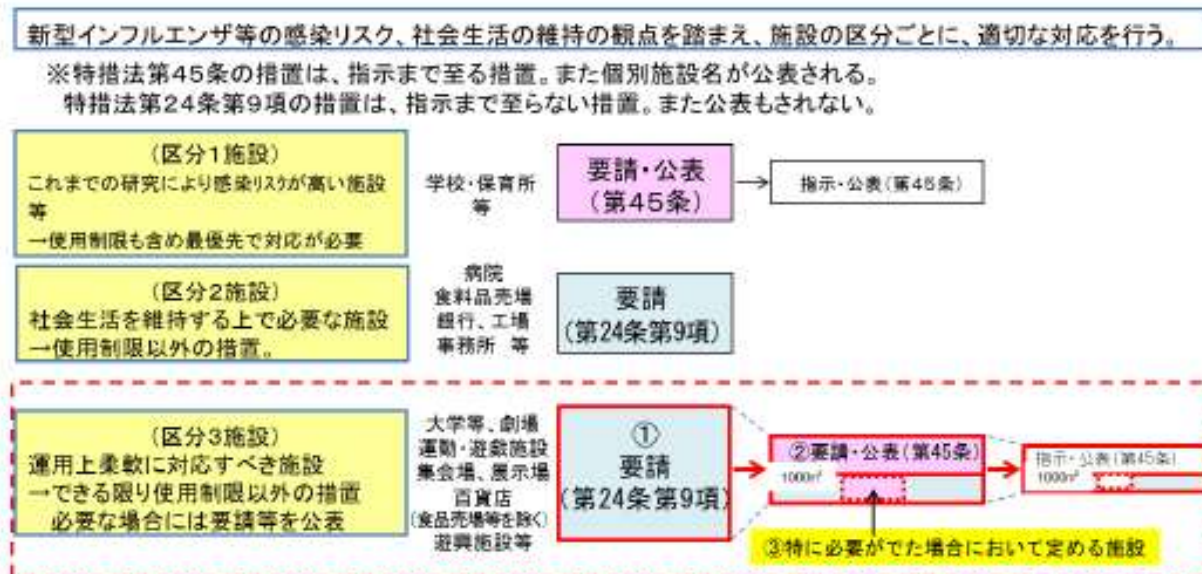 新型インフルエンザ等の感染リスク、社会生活の維持の観点を踏まえ、施設の区分ごとに、適切な対応を行う。
※特措法第45条の措置は、指示まで至る措置。また個別施設名が公表される。
特措法第24条第9項の措置は、指示まで至らない措置。また公表もされない。
（区分1施設）
これまでの研究により感染リスクが高い施設
等
→使用制限も含め最優先で対応が必要
学校・保育所
等
要請・公表
（第45条）
指示・公表（第45条）
（区分2施設）
社会生活を維持する上で必要な施設
→使用制限以外の措置。
病院
食料品売場
銀行、工場
事務所 等
要請
（第24条第9項）
（区分3施設）
運用上柔軟に対応すべき施設
→できる限り使用制限以外の措置
必要な場合には要請等を公表
大学等、劇場
運動・遊戯施設
集会場、展示場
百貨店
（食品売場等を除く）
遊興施設等
①
要請
（第24条第9項）
②要請・公表（第45条）
1000㎡
指示・公表（第45条）
1000㎡
③特に必要がでた場合において定める施設